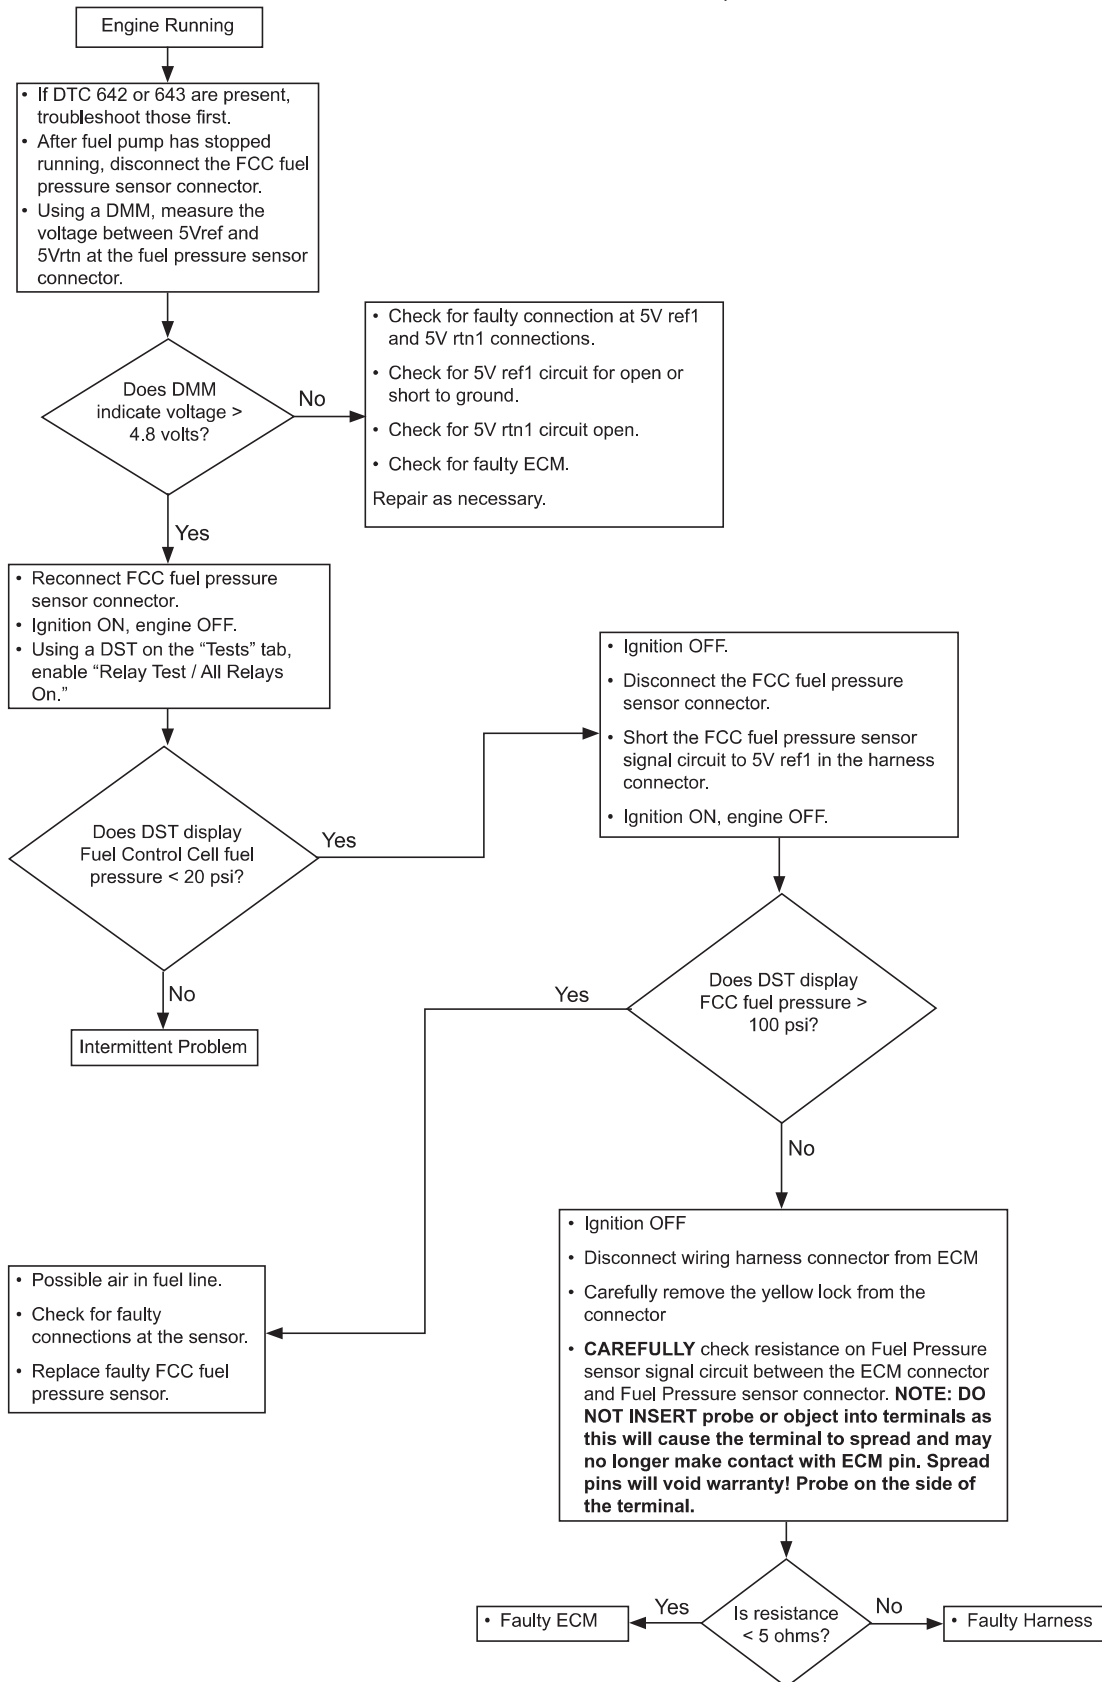 Engine Running
• If DTC 642 or 643 are present,
troubleshoot those first.
• After fuel pump has stopped
running, disconnect the FCC fuel
pressure sensor connector.
• Using a DMM, measure the
voltage between 5Vref and
5Vrtn at the fuel pressure sensor
connector.
Does DMM
indicate voltage >
4.8 volts?
No
• Check for faulty connection at 5V ref1
and 5V rtn1 connections.
• Check for 5V ref1 circuit for open or
short to ground.
• Check for 5V rtn1 circuit open.
• Check for faulty ECM.
Repair as necessary.
Yes
• Reconnect FCC fuel pressure
sensor connector.
• Ignition ON, engine OFF.
• Using a DST on the “Tests” tab,
enable “Relay Test / All Relays
On.”
Does DST display
Fuel Control Cell fuel
pressure < 20 psi?
Yes
No
Intermittent Problem
• Ignition OFF.
• Disconnect the FCC fuel pressure
sensor connector.
• Short the FCC fuel pressure sensor
signal circuit to 5V ref1 in the harness
connector.
• Ignition ON, engine OFF.
Does DST display
FCC fuel pressure >
100 psi?
Yes
No
• Possible air in fuel line.
• Check for faulty
connections at the sensor.
• Replace faulty FCC fuel
pressure sensor.
• Ignition OFF
• Disconnect wiring harness connector from ECM
• Carefully remove the yellow lock from the
connector
• CAREFULLY check resistance on Fuel Pressure
sensor signal circuit between the ECM connector
and Fuel Pressure sensor connector. NOTE: DO
NOT INSERT probe or object into terminals as
this will cause the terminal to spread and may
no longer make contact with ECM pin. Spread
pins will void warranty! Probe on the side of
the terminal.
Is resistance
< 5 ohms?
Yes
• Faulty ECM
No
• Faulty Harness